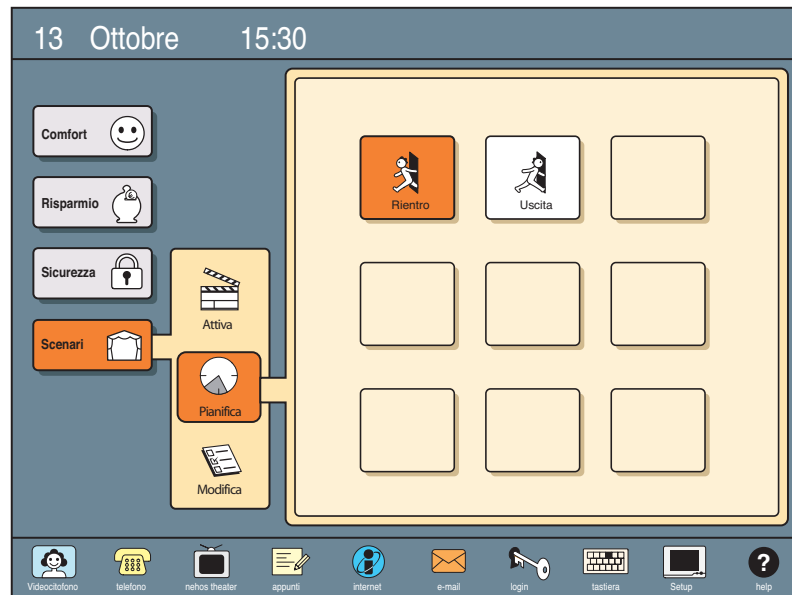 13 Ottobre 15:30
Comfort
Risparmio
Sicurezza
Scenari
Attiva
Pianifica
Modifica
Rientro
Uscita
Videocitofono
telefono
nehos theater
appunti
internet
e-mail
login
tastiera
Setup
help